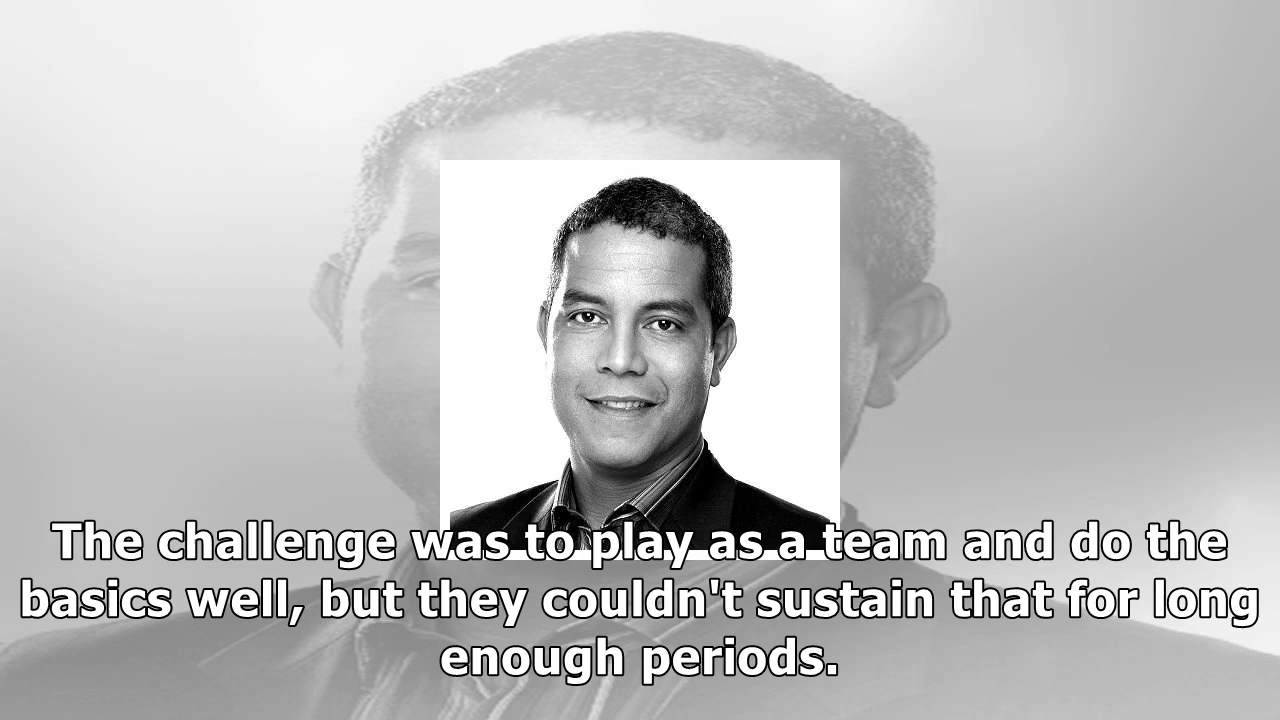 The challenge was to play as a team and do the
basics well, but they couldn't sustain that for long
enough periods.